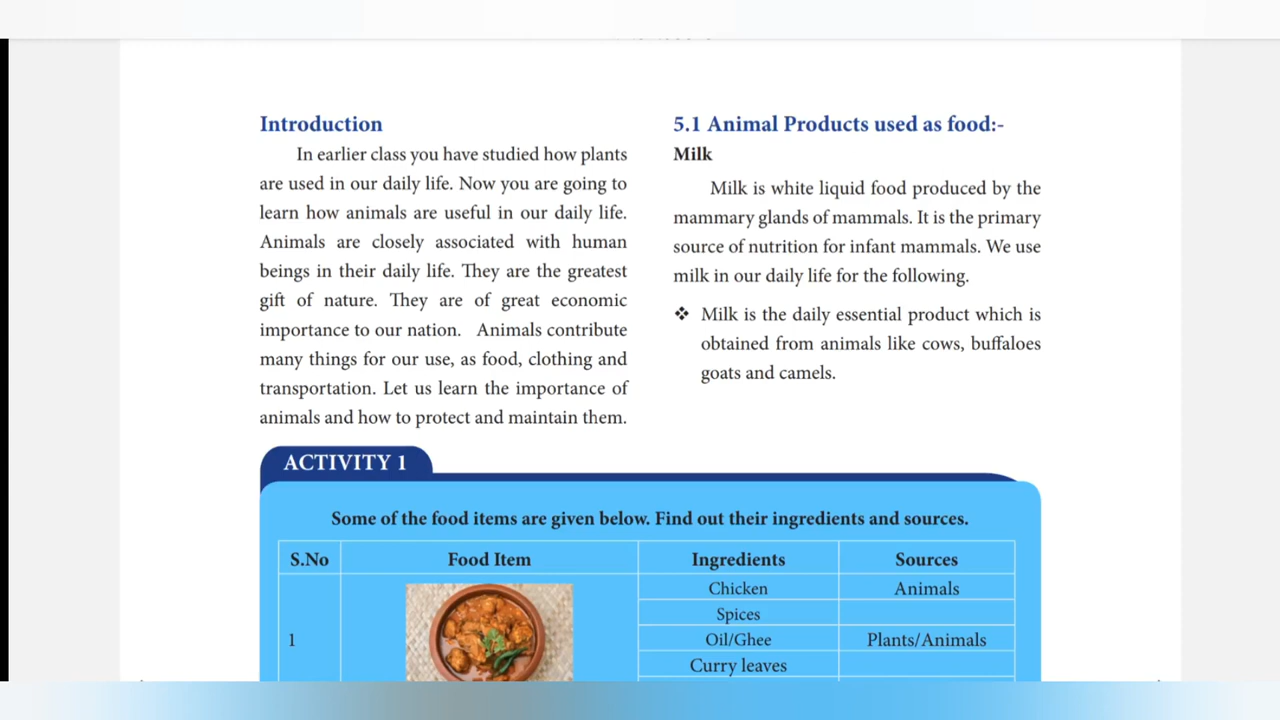 Introduction
In earlier class you have studied how plants
are used in our daily life. Now you are going to
learn how animals are useful in our daily life.
Animals are closely associated with human
beings in their daily life. They are the greatest
gift of nature. They are of great economic
importance to our nation. Animals contribute
many things for our use, as food, clothing and
transportation. Let us learn the importance of
animals and how to protect and maintain them.
5.1 Animal Products used as food:-
Milk
Milk is white liquid food produced by the
mammary glands of mammals. It is the primary
source of nutrition for infant mammals. We use
milk in our daily life for the following.
❖ Milk is the daily essential product which is
obtained from animals like cows, buffaloes
goats and camels.
ACTIVITY 1
Some of the food items are given below. Find out their ingredients and sources.
S.No Food Item Ingredients Sources
Chicken Animals
Spices
1 Oil/Ghee Plants/Animals
Curry leaves